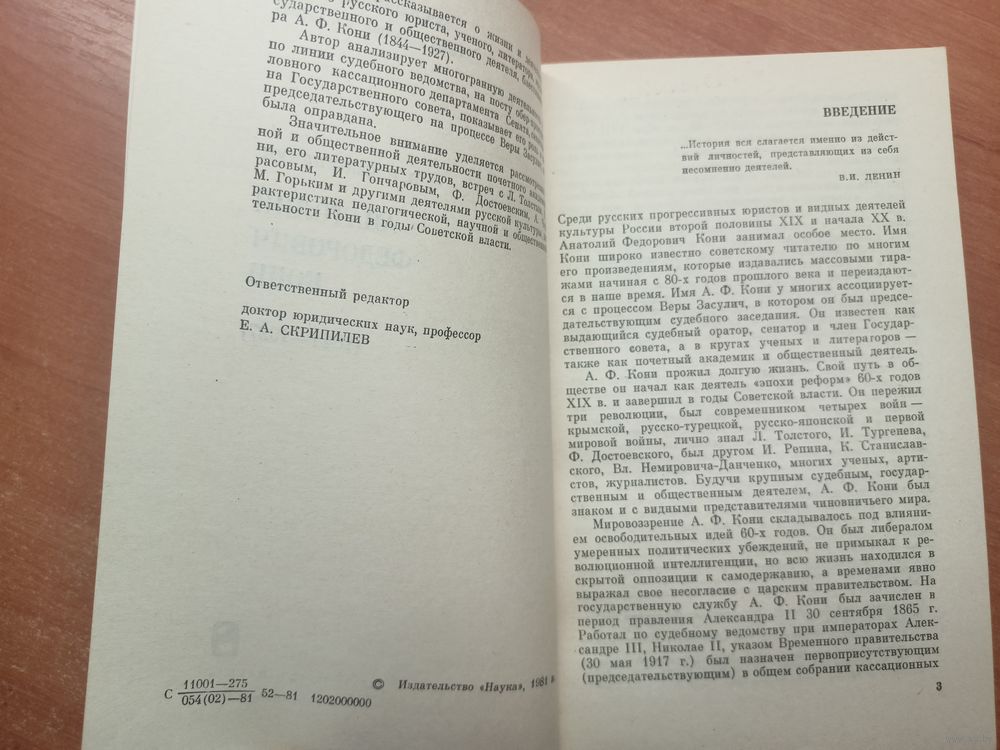 рассказывается о жизни и
русского юриста, ученого, литератора,
сударственного и общественного деятеля,
ра А. Ф. Кони (1844—1927).
Автор анализирует многогранную деятельность
по линии судебного ведомства, на посту обер-
ловного кассационного департамента Сената,
на Государственного совета, показывает его роль
председательствующего на процессе Веры Засулич
была оправдана.
Значительное внимание уделяется рассмотрению
ной и общественной деятельности почетного
ни, его литературных трудов, встреч с Л. Толстым,
расовым, И. Гончаровым, Ф. Достоевским, А.
М. Горьким и другими деятелями русской культуры,
рактеристика педагогической, научной и
тельности Кони в годы Советской власти.
Ответственный редактор
доктор юридических наук, профессор
Е. А. СКРИПИЛЕВ
С 11001—275
054(02)—81 52—81 1202000000
© Издательство «Наука», 1981 г.
ВВЕДЕНИЕ
...История вся слагается именно из дейст-
вий личностей, представляющих из себя
несомненно деятелей.
В.И. ЛЕНИН
Среди русских прогрессивных юристов и видных деятелей
культуры России второй половины XIX и начала XX в.
Анатолий Федорович Кони занимал особое место. Имя
Кони широко известно советскому читателю по многим
его произведениям, которые издавались массовыми тира-
жами начиная с 80-х годов прошлого века и переиздают-
ся в наше время. Имя А. Ф. Кони у многих ассоциирует-
ся с процессом Веры Засулич, в котором он был предсе-
дательствующим судебного заседания. Он известен как
выдающийся судебный оратор, сенатор и член Государ-
ственного совета, а в кругах ученых и литераторов —
также как почетный академик и общественный деятель.
А. Ф. Кони прожил долгую жизнь. Свой путь в об-
ществе он начал как деятель «эпохи реформ» 60-х годов
XIX в. и завершил в годы Советской власти. Он пережил
три революции, был современником четырех войн —
крымской, русско-турецкой, русско-японской и первой
мировой войны, лично знал Л. Толстого, И. Тургенева,
Ф. Достоевского, был другом И. Репина, К. Станислав-
ского, Вл. Немировича-Данченко, многих ученых, арти-
стов, журналистов. Будучи крупным судебным, государ-
ственным и общественным деятелем, А. Ф. Кони был
знаком и с видными представителями чиновничьего мира.
Мировоззрение А. Ф. Кони складывалось под влияни-
ем освободительных идей 60-х годов. Он был либералом
умеренных политических убеждений, не примыкал к ре-
волюционной интеллигенции, но всю жизнь находился в
скрытой оппозиции к самодержавию, а временами явно
выражал свое несогласие с царским правительством. На
государственную службу А. Ф. Кони был зачислен в
период правления Александра II 30 сентября 1865 г.
Работал по судебному ведомству при императорах Алек-
сандре III, Николае II, указом Временного правительства
(30 мая 1917 г.) был назначен первоприсутствующим
(председательствующим) в общем собрании кассационных
3